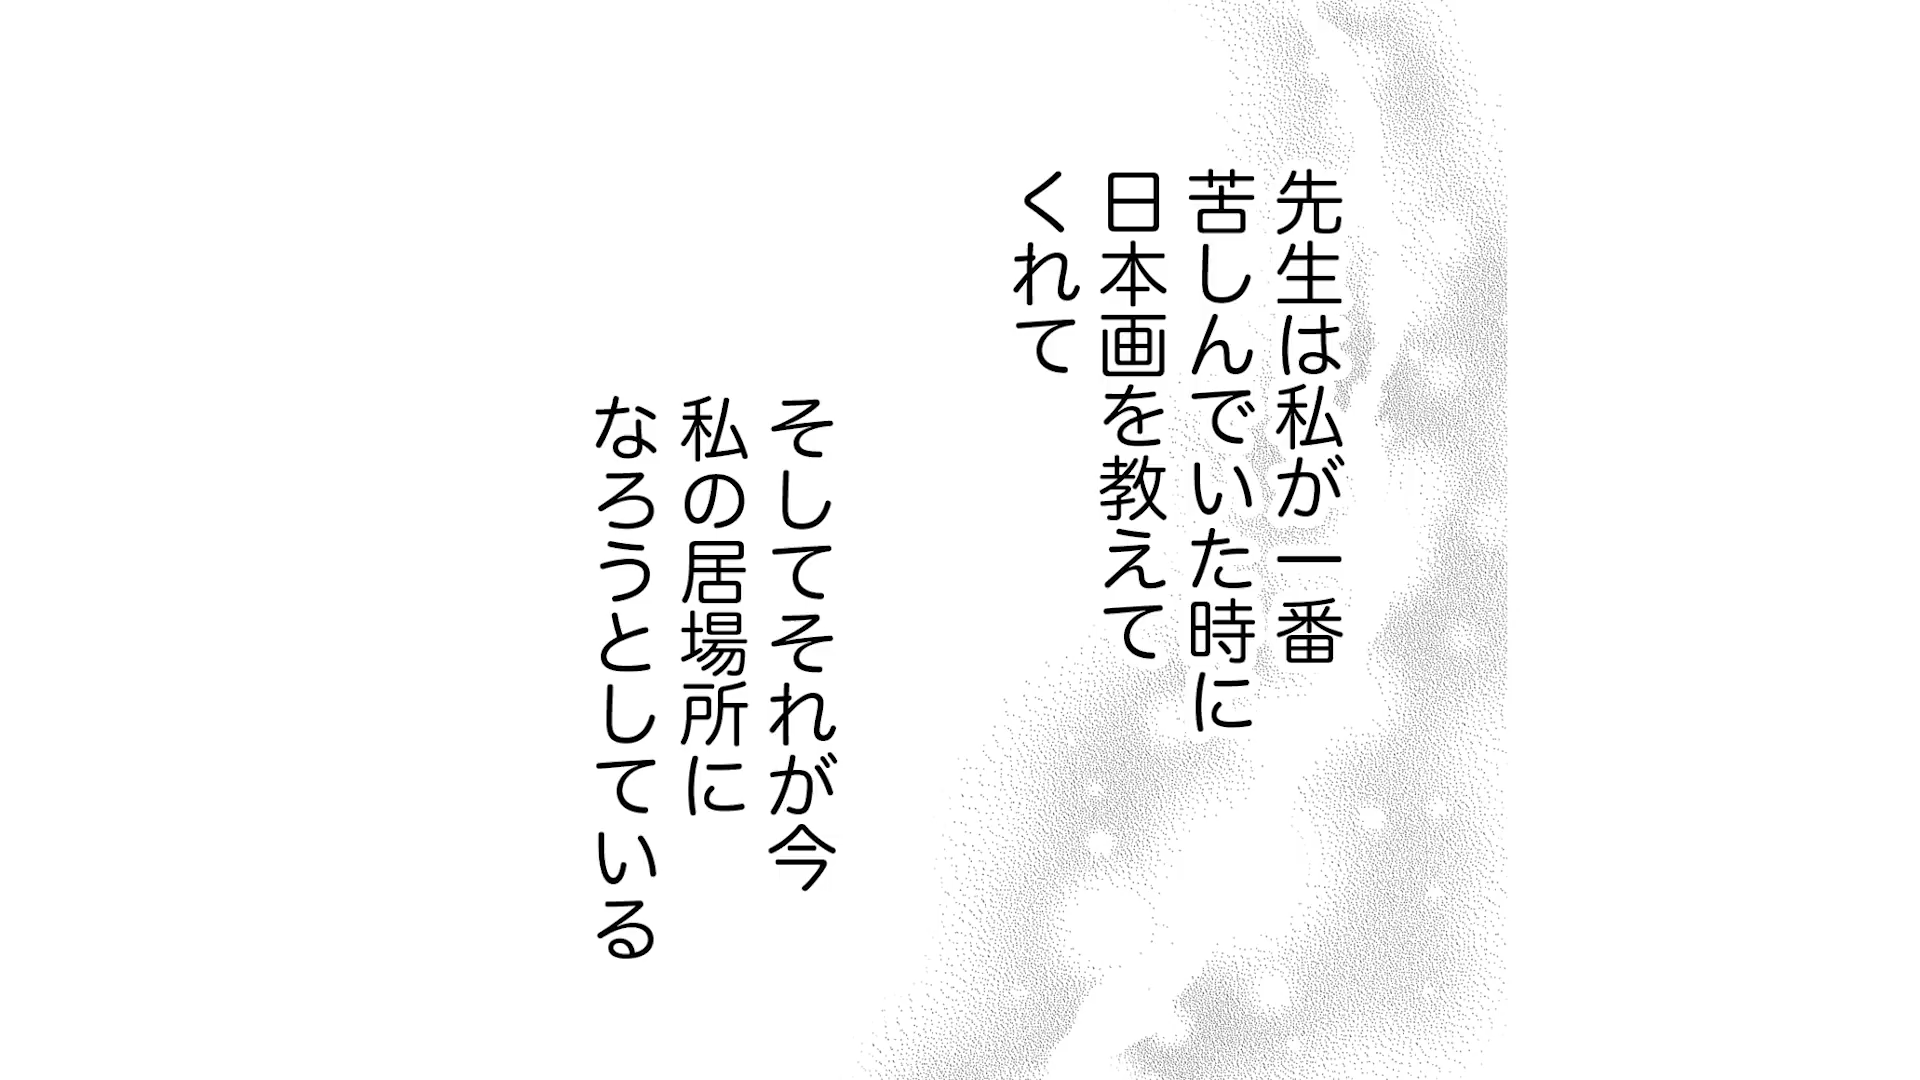 先生は私が一番
苦しんでいた時に
日本画を教えて
くれて
そしてそれが今
私の居場所に
なろうとしている